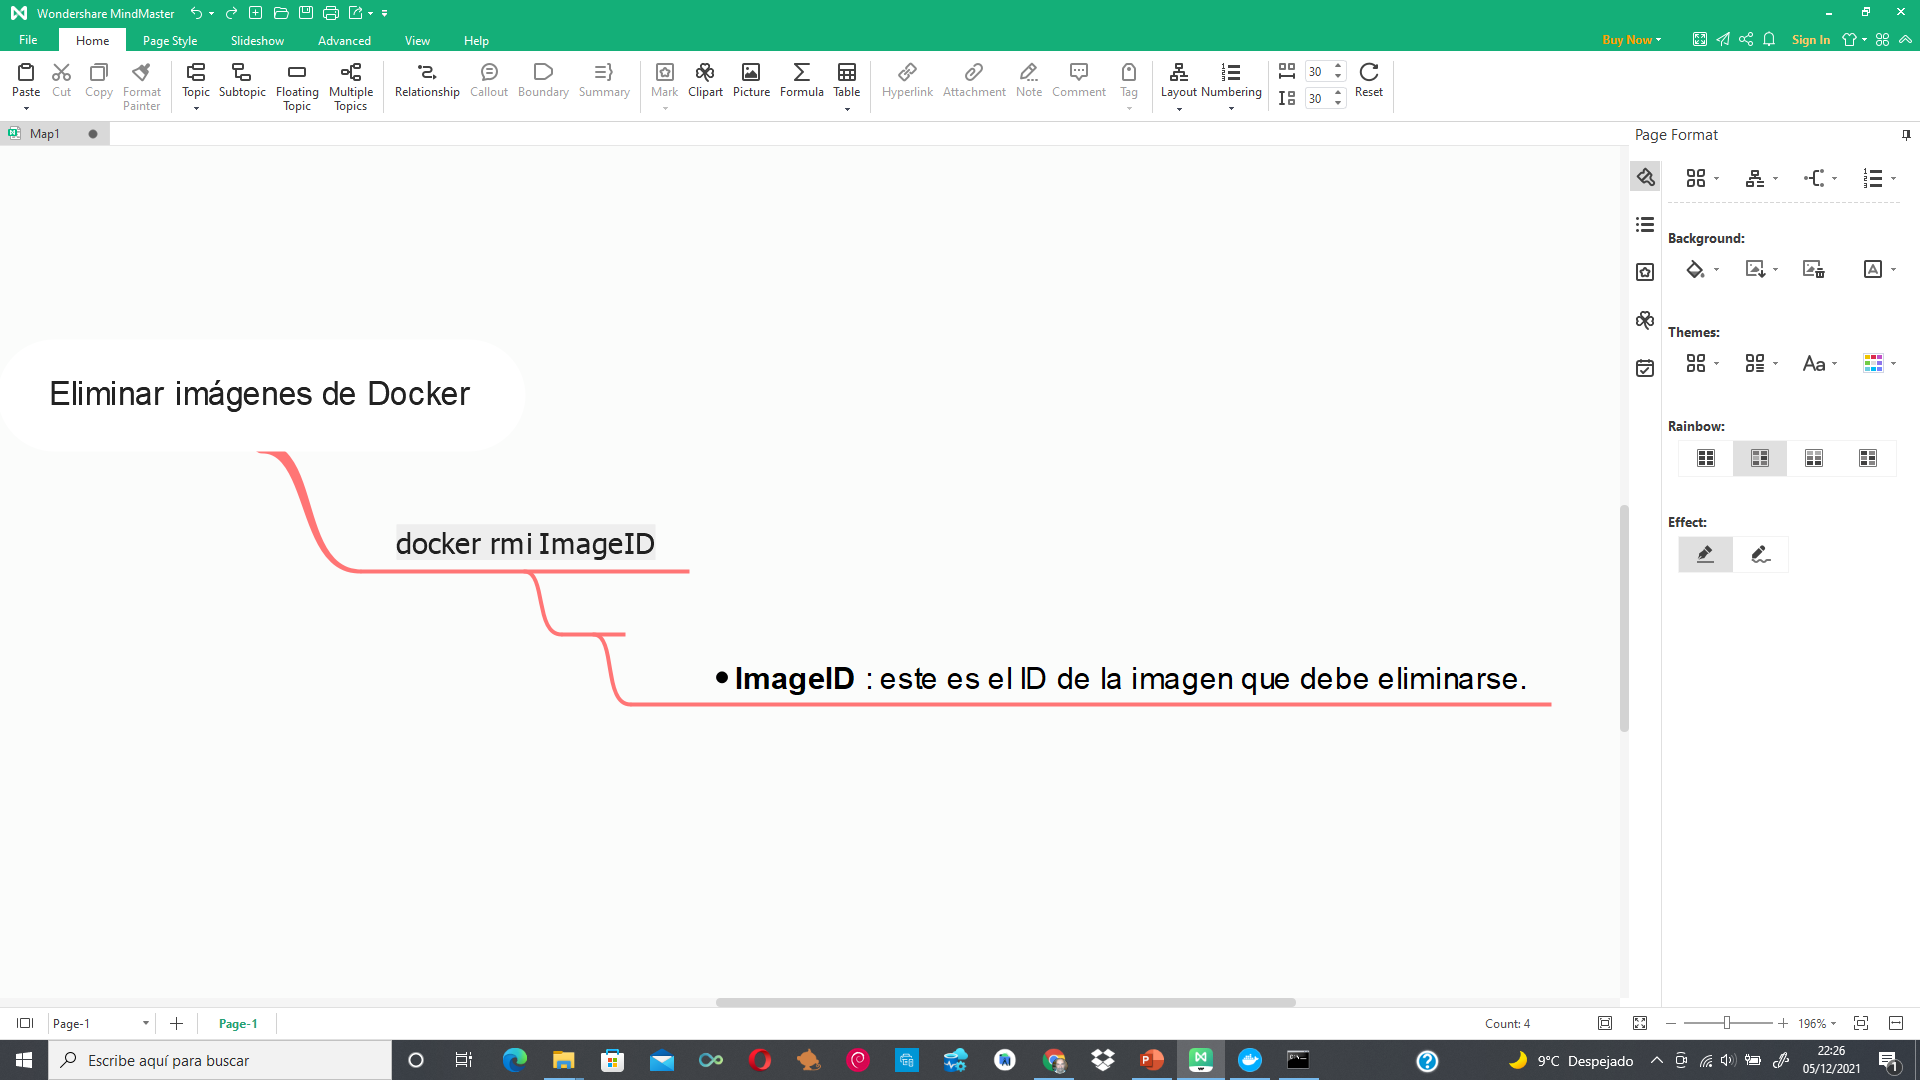 Wondershare MindMaster
File Home Page Style Slideshow Advanced View Help
Buy Now Sign In
Paste Cut Copy Format Painter Topic Subtopic Floating Topic Multiple Topics Relationship Callout Boundary Summary Mark Clipart Picture Formula Table Hyperlink Attachment Note Comment Tag Layout Numbering 30 30 Reset
Map1
Page Format
Background:
Themes:
Aa
Rainbow:
Effect:
Eliminar imágenes de Docker
docker rmi ImageID
• ImageID : este es el ID de la imagen que debe eliminarse.
Page-1 Page-1 Count: 4 196%
Escribe aquí para buscar
9°C Despejado
22:26
05/12/2021
1